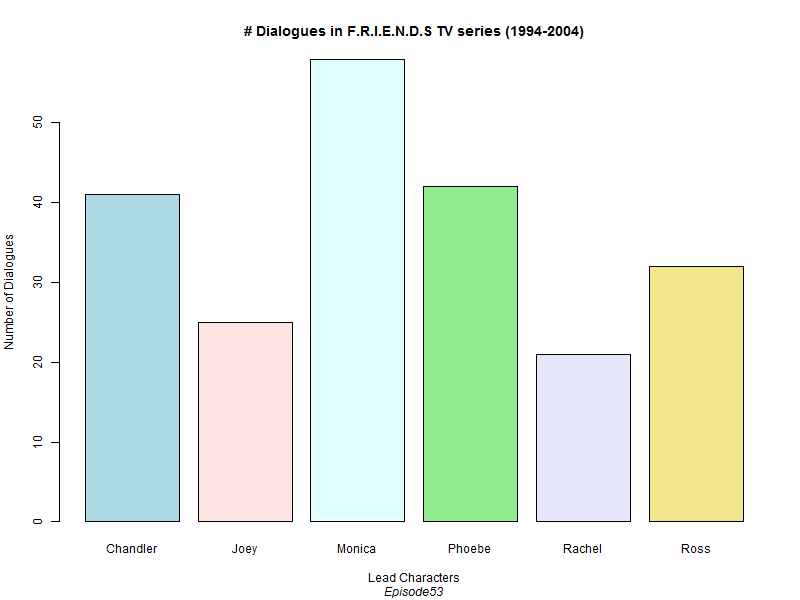 # Dialogues in F.R.I.E.N.D.S TV series (1994-2004)
Number of Dialogues
50
40
30
20
10
0
Chandler Joey Monica Phoebe Rachel Ross
Lead Characters
Episode53